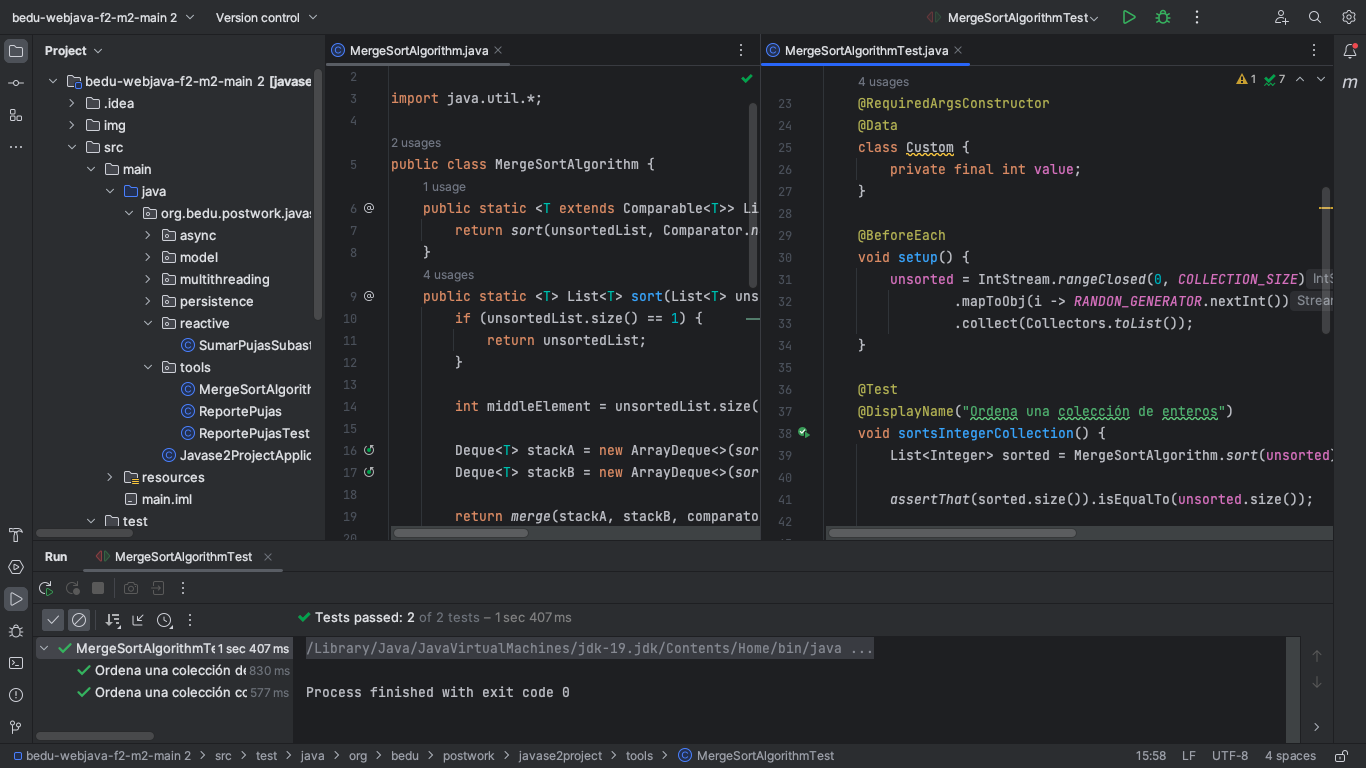 bedu-webjava-f2-m2-main 2
Version control
MergeSortAlgorithmTest
Project
bedu-webjava-f2-m2-main 2 [javase
.idea
img
src
main
java
org.bedu.postwork.javas
async
model
multithreading
persistence
reactive
SumarPujasSubast
tools
MergeSortAlgorith
ReportePujas
ReportePujasTest
Javase2ProjectApplic
resources
main.iml
test
MergeSortAlgorithm.java
2
3 import java.util.*;
4
2 usages
5 public class MergeSortAlgorithm {
1 usage
6 @ public static <T extends Comparable<T>> Li
7 return sort(unsortedList, Comparator.n
8 }
4 usages
9 @ public static <T> List<T> sort(List<T> uns
10 if (unsortedList.size() == 1) {
11 return unsortedList;
12 }
13
14 int middleElement = unsortedList.size(
15
16 Deque<T> stackA = new ArrayDeque<>(sor
17 Deque<T> stackB = new ArrayDeque<>(sor
18
19 return merge(stackA, stackB, comparato
20
MergeSortAlgorithmTest.java
4 usages
1 7
23 @RequiredArgsConstructor
24 @Data
25 class Custom {
26 private final int value;
27 }
28
29 @BeforeEach
30 void setup() {
31 unsorted = IntStream.rangeClosed(0, COLLECTION_SIZE) IntS
32 .mapToObj(i -> RANDON_GENERATOR.nextInt()) Stream
33 .collect(Collectors.toList());
34 }
35
36 @Test
37 @DisplayName("Ordena una colección de enteros")
38 void sortsIntegerCollection() {
39 List<Integer> sorted = MergeSortAlgorithm.sort(unsorted)
40
41 assertThat(sorted.size()).isEqualTo(unsorted.size());
42
m
Run
MergeSortAlgorithmTest
Tests passed: 2 of 2 tests – 1 sec 407 ms
MergeSortAlgorithmTe 1 sec 407 ms
Ordena una colección de 830 ms
Ordena una colección co 577 ms
/Library/Java/JavaVirtualMachines/jdk-19.jdk/Contents/Home/bin/java ...
Process finished with exit code 0
bedu-webjava-f2-m2-main 2 > src > test > java > org > bedu > postwork > javase2project > tools > MergeSortAlgorithmTest
15:58 LF UTF-8 4 spaces